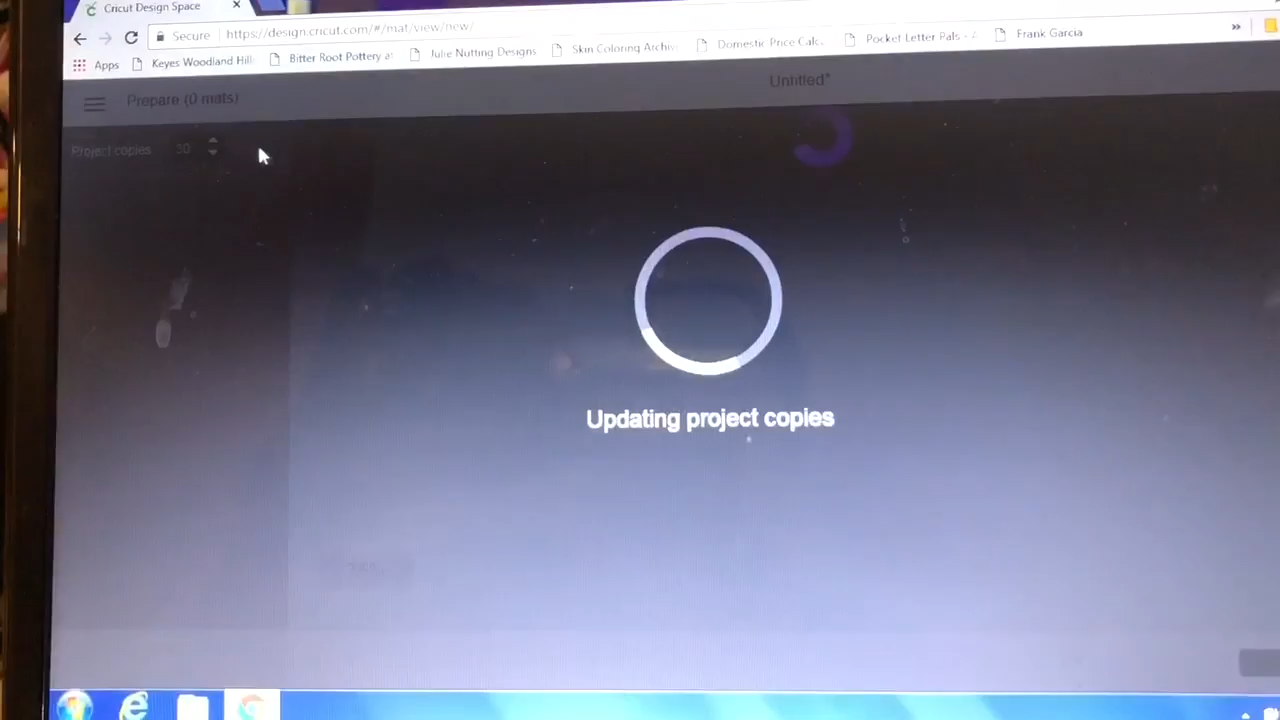 Cricut Design Space
Secure https://design.cricut.com/#/mat/view/new/
Apps Keyes Woodland Hill Bitter Root Pottery a Julie Nutting Designs Skin Coloring Archiv Domestic Price Calc Pocket Letter Pals - Frank Garcia
Prepare (0 mats) Untitled*
Project copies 30
Updating project copies
75%